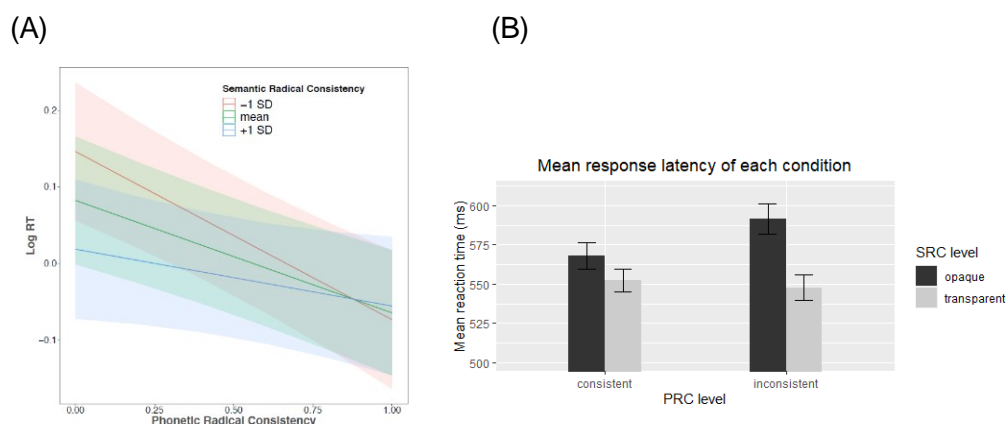 (A)
(B)
Semantic Radical Consistency
−1 SD
mean
+1 SD
0.2
0.1
0.0
−0.1
Log RT
0.00
0.25
0.50
0.75
1.00
Phonetic Radical Consistency
Mean response latency of each condition
600
575
550
525
500
Mean reaction time (ms)
consistent
inconsistent
PRC level
SRC level
opaque
transparent